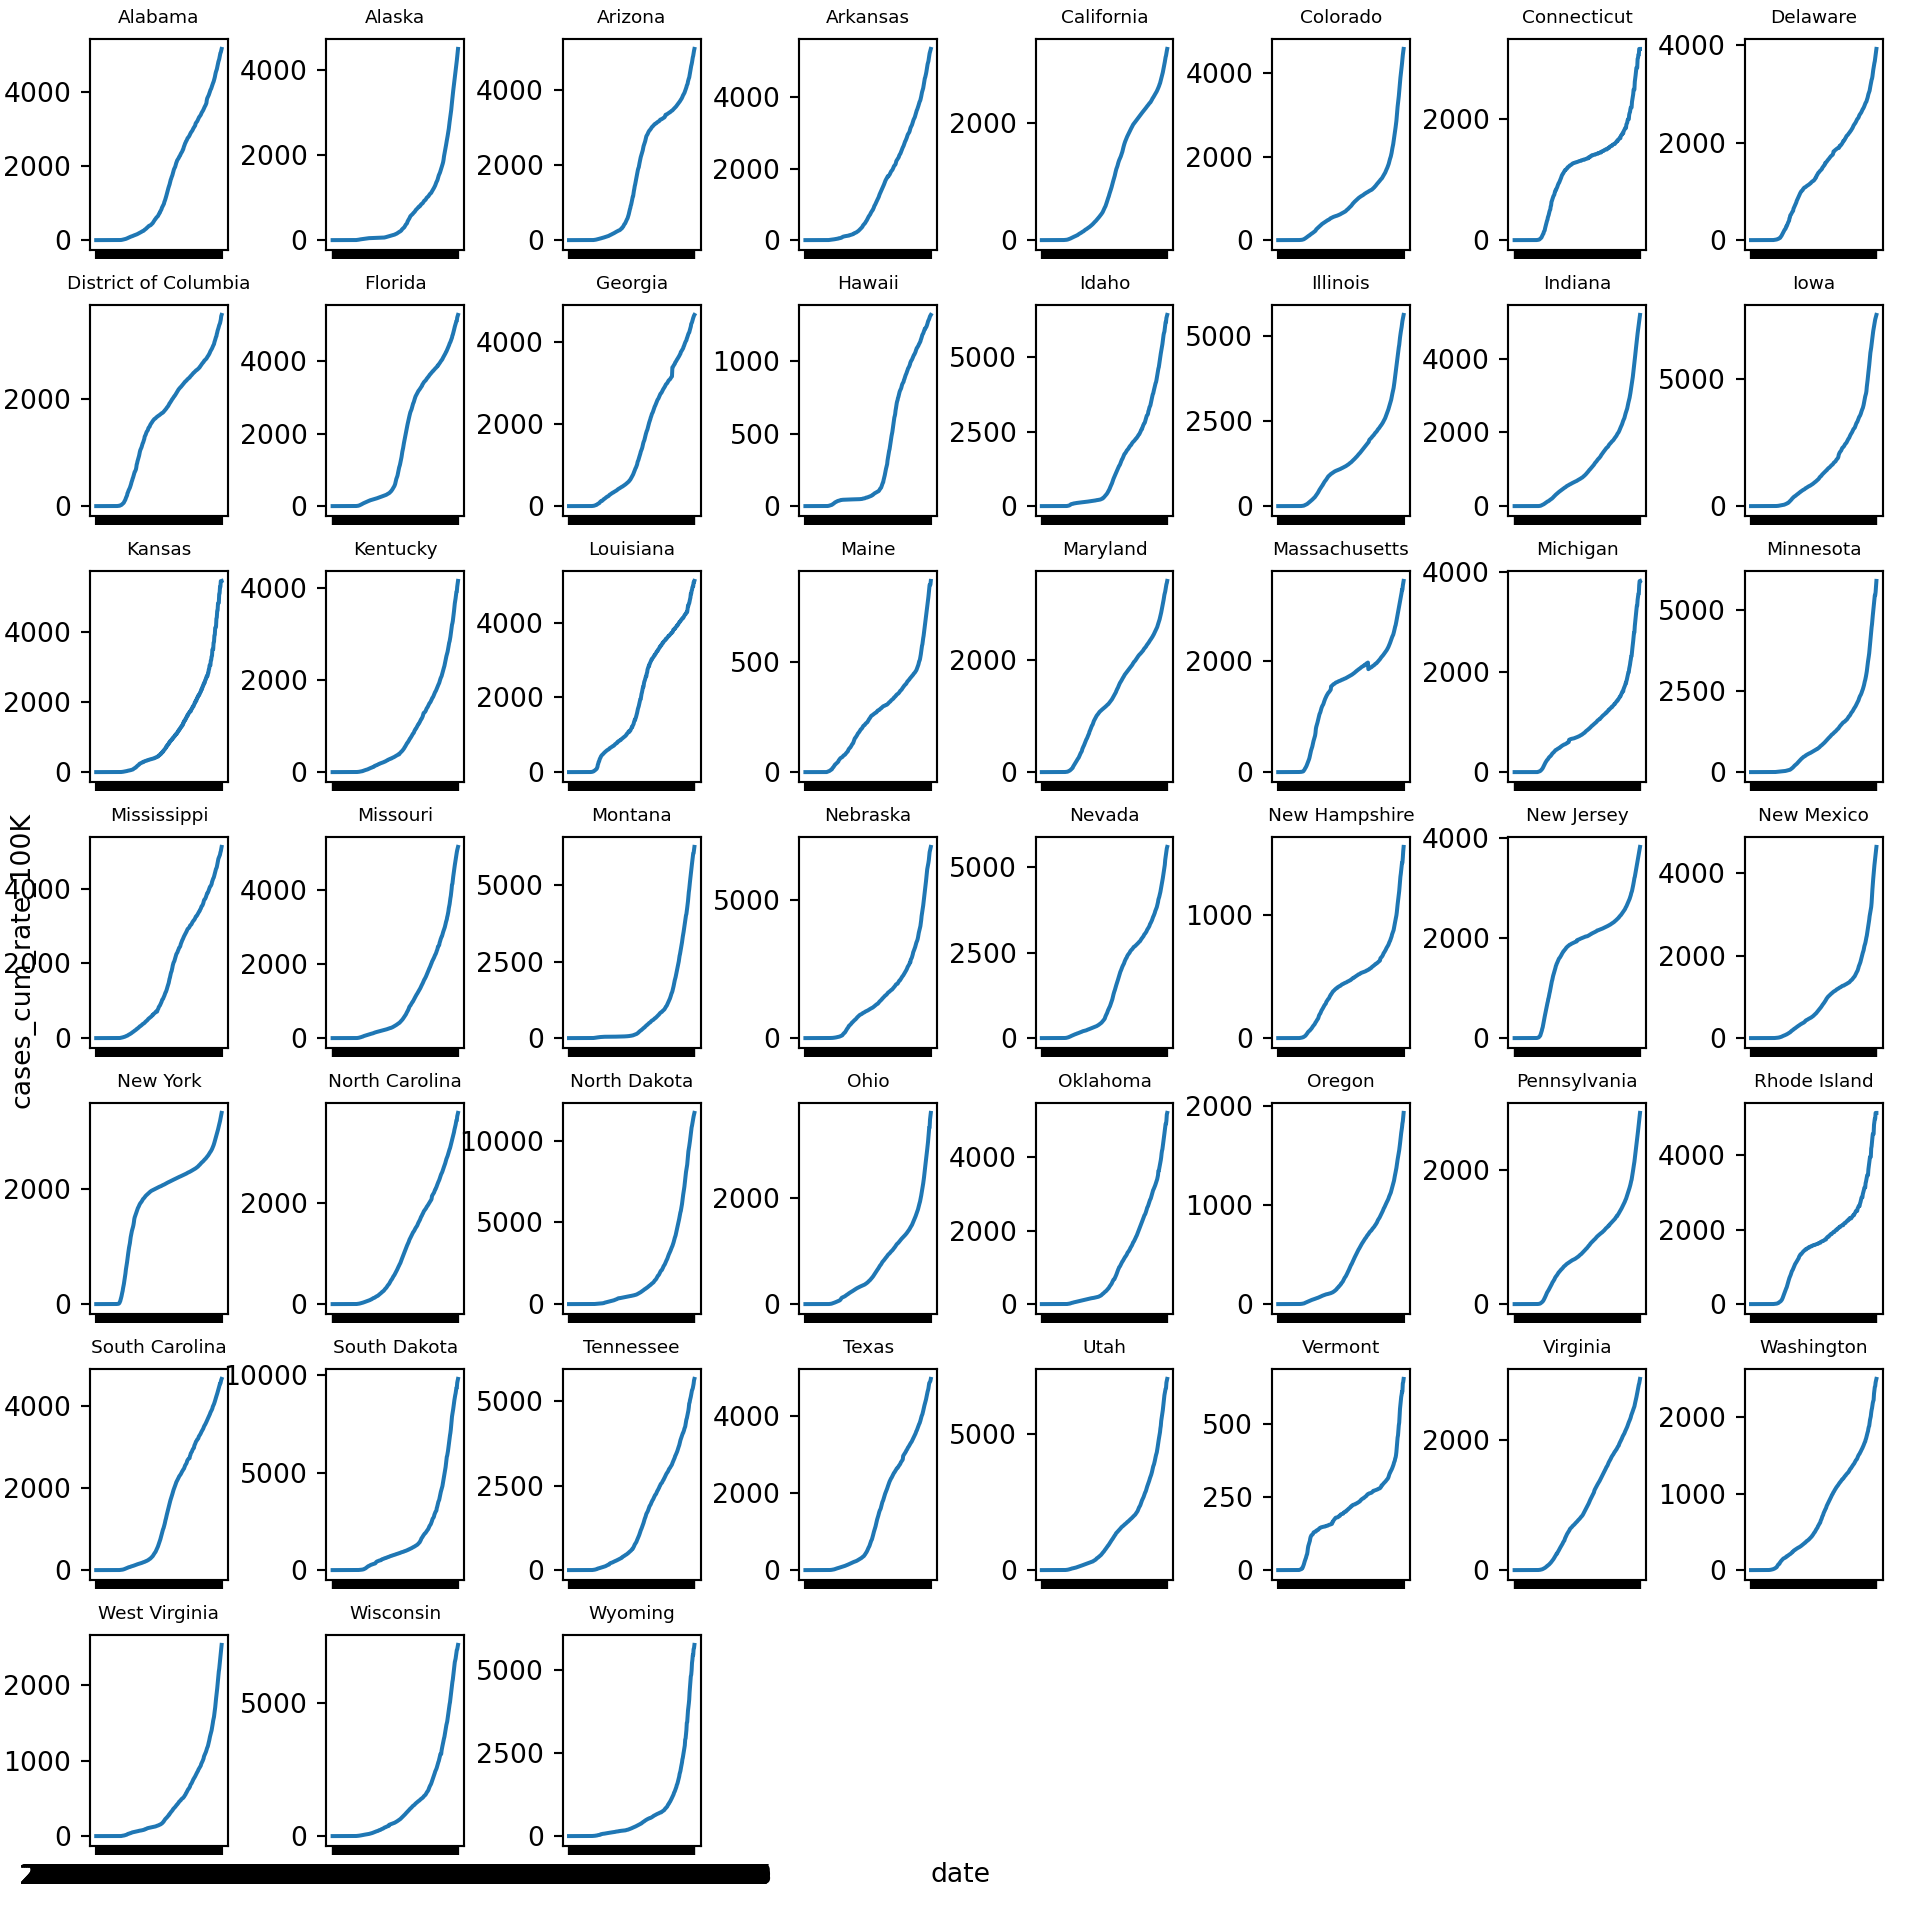 Alabama Alaska Arizona Arkansas California Colorado Connecticut Delaware
4000 2000 0
4000 2000 0
4000 2000 0
4000 2000 0
2000 0
4000 2000 0
2000 0
4000 2000 0
District of Columbia Florida Georgia Hawaii Idaho Illinois Indiana Iowa
2000 0
4000 2000 0
4000 2000 0
1000 500 0
5000 2500 0
5000 2500 0
4000 2000 0
5000 0
Kansas Kentucky Louisiana Maine Maryland Massachusetts Michigan Minnesota
4000 2000 0
4000 2000 0
4000 2000 0
500 0
2000 0
2000 0
4000 2000 0
5000 2500 0
cases_cum_rate_100K
Mississippi Missouri Montana Nebraska Nevada New Hampshire New Jersey New Mexico
4000 2000 0
4000 2000 0
5000 2500 0
5000 0
5000 2500 0
1000 0
4000 2000 0
4000 2000 0
New York North Carolina North Dakota Ohio Oklahoma Oregon Pennsylvania Rhode Island
2000 0
2000 0
10000 5000 0
2000 0
4000 2000 0
2000 1000 0
2000 0
4000 2000 0
South Carolina South Dakota Tennessee Texas Utah Vermont Virginia Washington
4000 2000 0
10000 5000 0
5000 2500 0
4000 2000 0
5000 0
500 250 0
2000 0
2000 1000 0
West Virginia Wisconsin Wyoming
2000 1000 0
5000 0
5000 2500 0
date